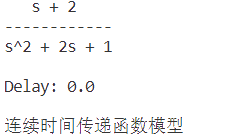 s + 2
-------------
s^2 + 2s + 1
Delay: 0.0
连续时间传递函数模型